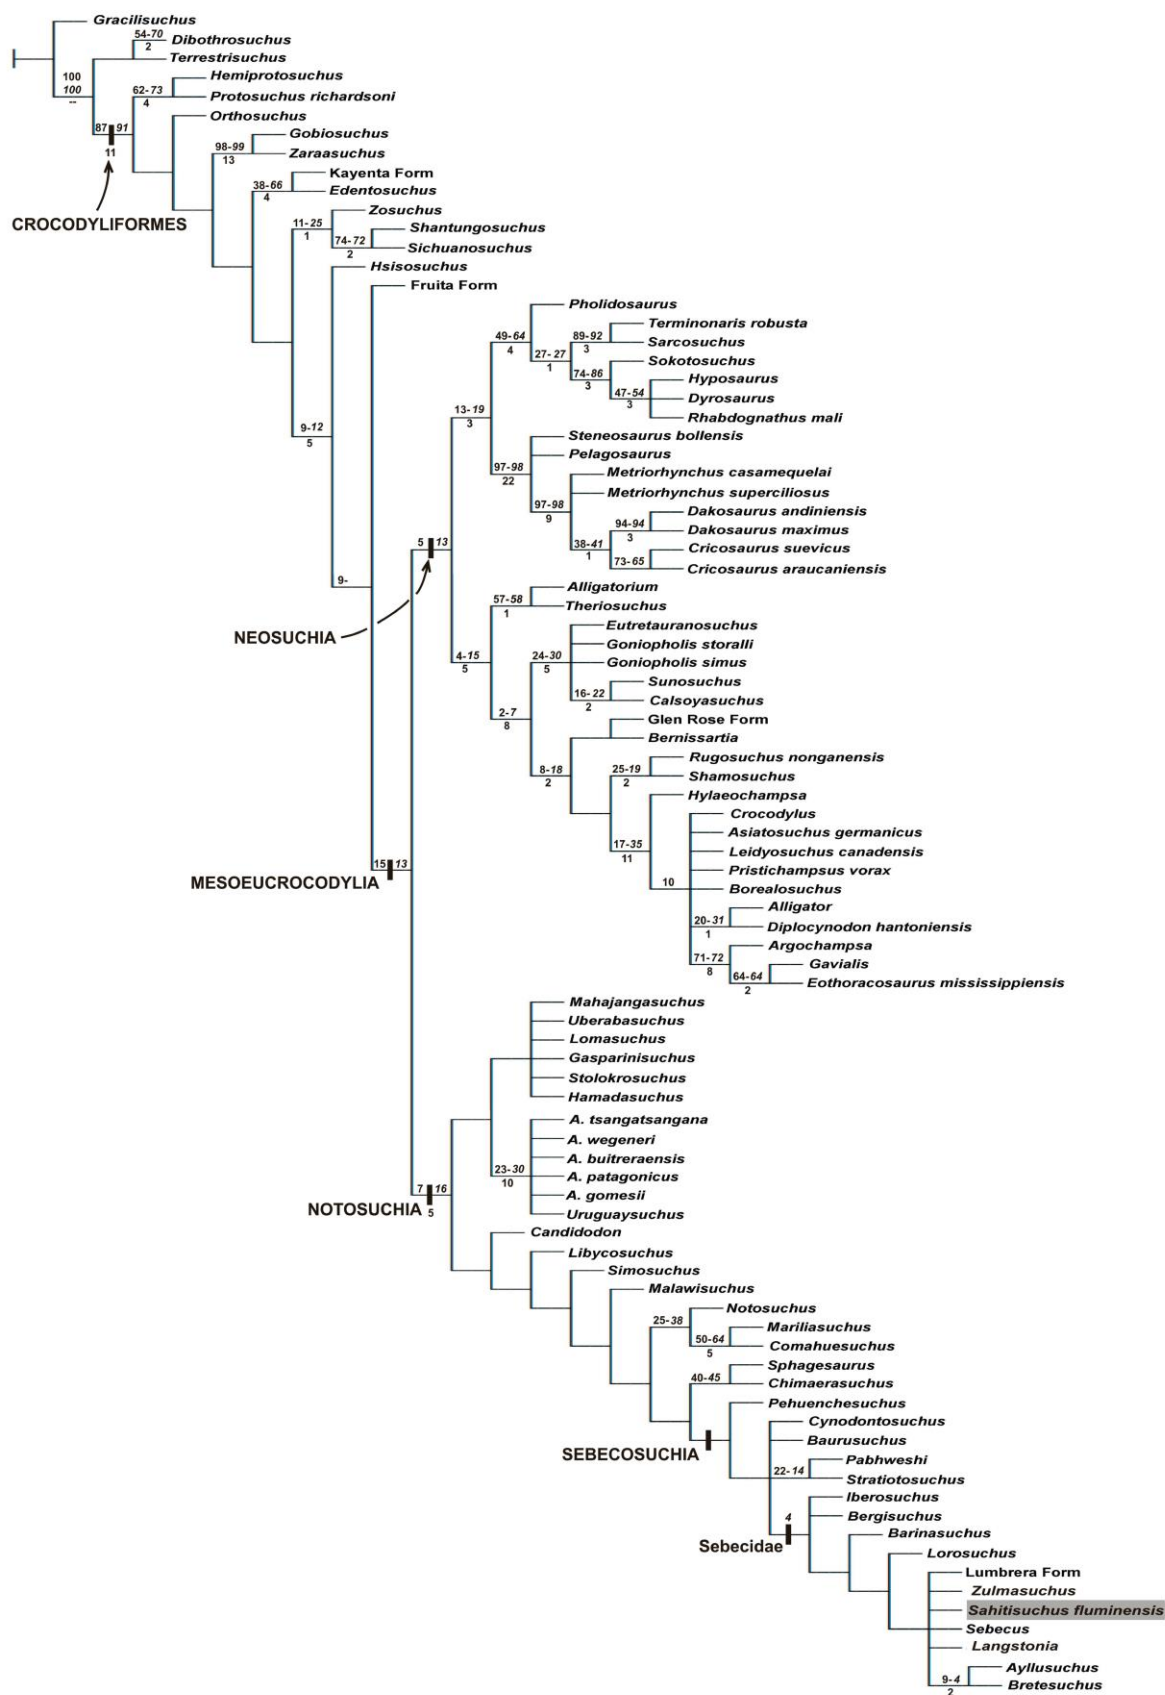 Gracilisuchus
54-70
Dibothrosuchus
2
Terrestrisuchus
100
Hemiprotosuchus
100
62-73
--
4
Protosuchus richardsoni
Orthosuchus
87 91
11
Gobiosuchus
98-99
Zaraasuchus
13
Kayenta Form
38-66
Edentosuchus
4
CROCODYLIFORMES
Zosuchus
11-25
1
Shantungosuchus
74-72
Sichuanosuchus
2
Hsisosuchus
Fruita Form
Pholidosaurus
Terminonaris robusta
49-64
89-92
4
Sarcosuchus
3
27-27
Sokotosuchus
1
74-86
Hyposaurus
3
47-54
Dyrosaurus
3
13-19
Rhabdognathus mali
3
9-12
Steneosaurus bollensis
5
Pelagosaurus
97-98
Metriorhynchus casamequelai
22
Metriorhynchus superciliosus
97-98
Dakosaurus andiniensis
9
94-94
Dakosaurus maximus
3
5 13
38-41
Cricosaurus suevicus
1
73-65
Cricosaurus araucaniensis
9-
Alligatorium
57-58
Theriosuchus
1
Eutretauranosuchus
NEOSUCHIA
Goniopholis storalli
4-15
24-30
Goniopholis simus
5
5
Sunosuchus
16-22
Calsoyasuchus
2
2-7
Glen Rose Form
8
Bernissartia
Rugosuchus nonganensis
8-18
25-19
Shamosuchus
2
2
Hylaeochampsa
Crocodylus
Asiatosuchus germanicus
17-35
Leidyosuchus canadensis
11
15 13
Pristichampsus vorax
MESOEUCROCODYLIA
10
Borealosuchus
Alligator
20-31
Diplocynodon hantoniensis
1
Argochampsa
71-72
Gavialis
8
64-64
Eothoracosaurus mississippiensis
2
Mahajangasuchus
Uberabasuchus
Lomasuchus
Gasparinisuchus
Stolokrosuchus
Hamadasuchus
A. tsangatsangana
A. wegeneri
A. buitreraensis
23-30
A. patagonicus
10
7 16
A. gomesii
NOTOSUCHIA
5
Uruguaysuchus
Candidodon
Libycosuchus
Simosuchus
Malawisuchus
Notosuchus
25-38
Mariliasuchus
50-64
Comahuesuchus
5
Sphagesaurus
40-45
Chimaerasuchus
Pehuenchesuchus
Cynodontosuchus
Baurusuchus
SEBECOSUCHIA
Pabhweshi
22-14
Stratiotosuchus
Iberosuchus
4
Bergisuchus
Barinasuchus
Sebecidae
Lorosuchus
Lumbrera Form
Zulmasuchus
Sahitisuchus fluminensis
Sebecus
Langstonia
Ayllusuchus
9-4
Bretesuchus
2